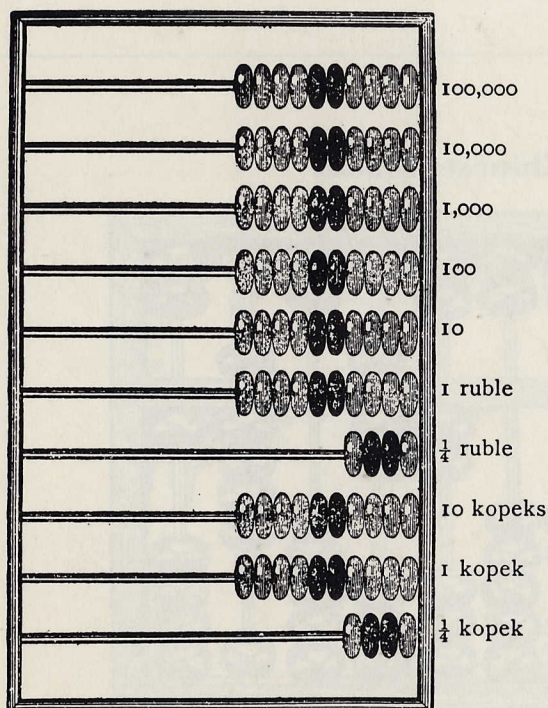 100,000
10,000
1,000
100
10
1 ruble
¼ ruble
10 kopeks
1 kopek
¼ kopek